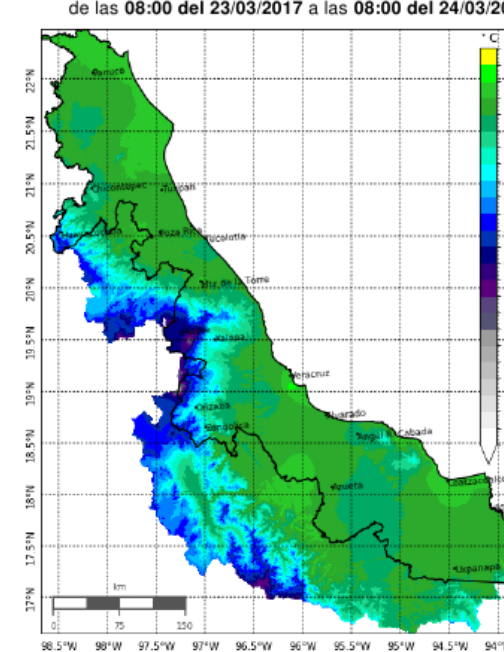 de las 08:00 del 23/03/2017 a las 08:00 del 24/03/20
° C
22°N
Panuco
21.5°N
21°N
Chicontepec
Tuxpan
20.5°N
Poza Rica
Tecolutla
20°N
Mtz de la Torre
19.5°N
Xalapa
19°N
Veracruz
Orizaba
Alvarado
Zongolica
Angel R Cabada
18.5°N
18°N
Azueta
Coatzacoalco
17.5°N
Uxpanapa
17°N
km
0
75
150
98.5°W
98°W
97.5°W
97°W
96.5°W
96°W
95.5°W
95°W
94.5°W
94°